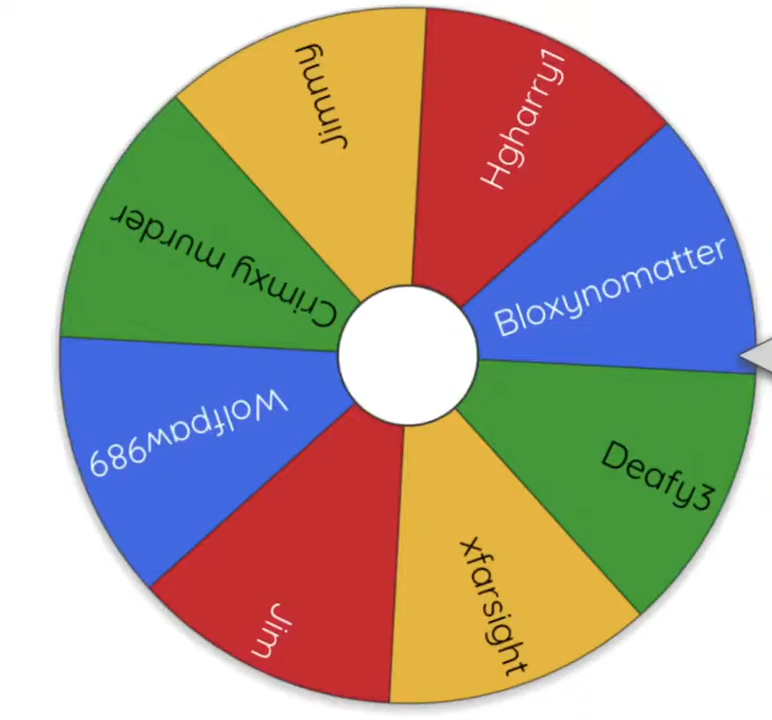 Jimmy
Hgharry1
Bloxynomatter
Deafy3
xfarsight
Jim
Wolfpaw989
Crimxy murder